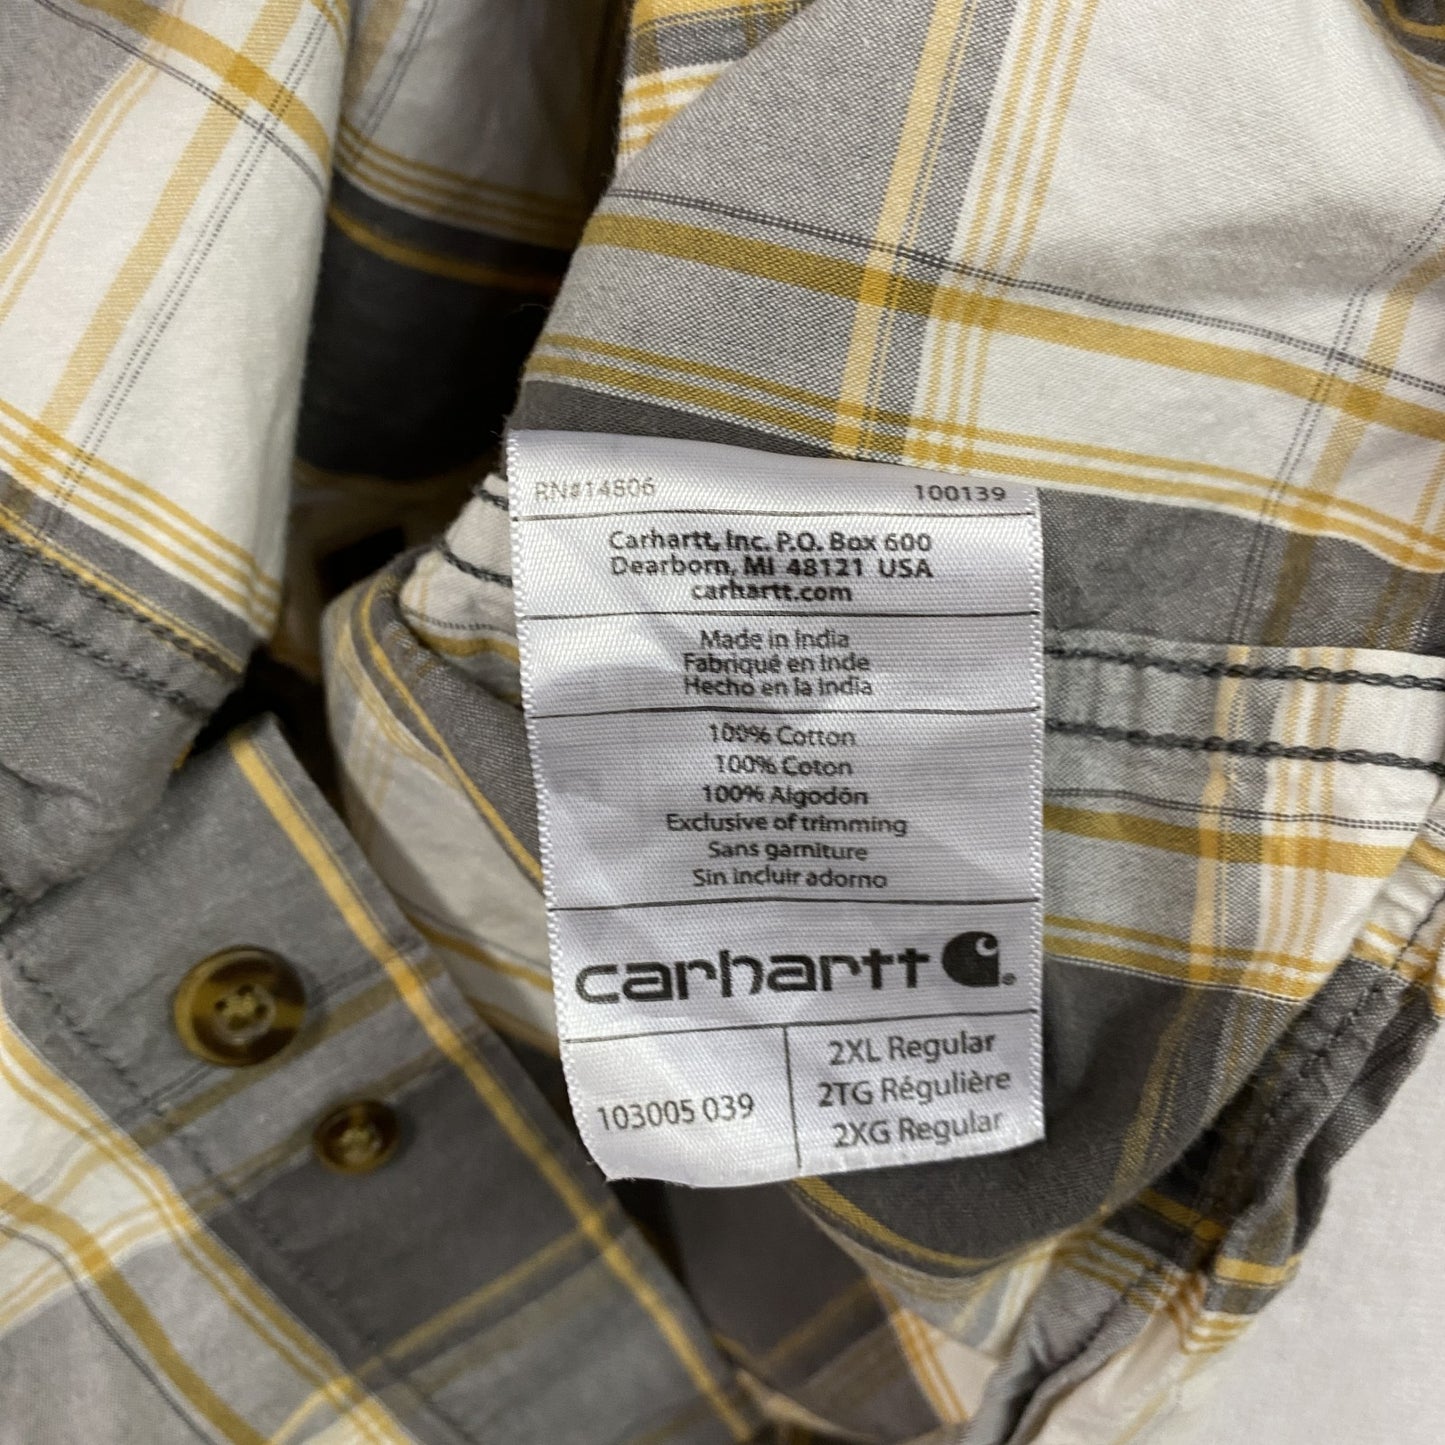 RN#14806 100139
Carhartt, Inc. P.O. Box 600
Dearborn, MI 48121 USA
carhartt.com
Made in India
Fabriqué en Inde
Hecho en la India
100% Cotton
100% Coton
100% Algodón
Exclusive of trimming
Sans garniture
Sin incluir adorno
carhartt
103005 039
2XL Regular
2TG Régulière
2XG Regular